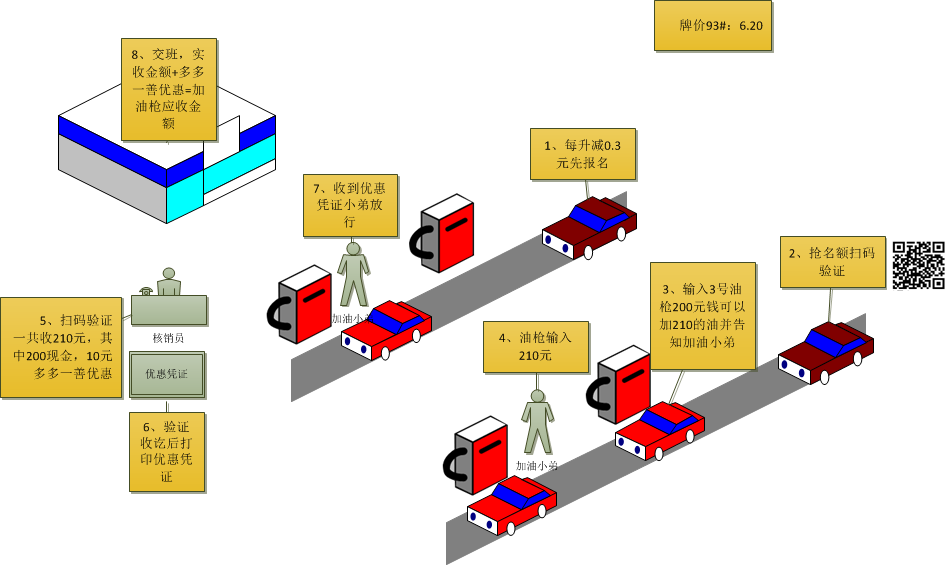 牌价93#：6.20
8、交班，实
收金额+多多
一善优惠=加
油枪应收金
额
1、每升减0.3
元先报名
7、收到优惠
凭证小弟放
行
加油小弟
2、抢名额扫码
验证
3、输入3号油
枪200元钱可以
加210的油并告
知加油小弟
4、油枪输入
210元
加油小弟
5、扫码验证
一共收210元，其
中200现金，10元
多多一善优惠
核销员
优惠凭证
6、验证
收讫后打
印优惠凭
证